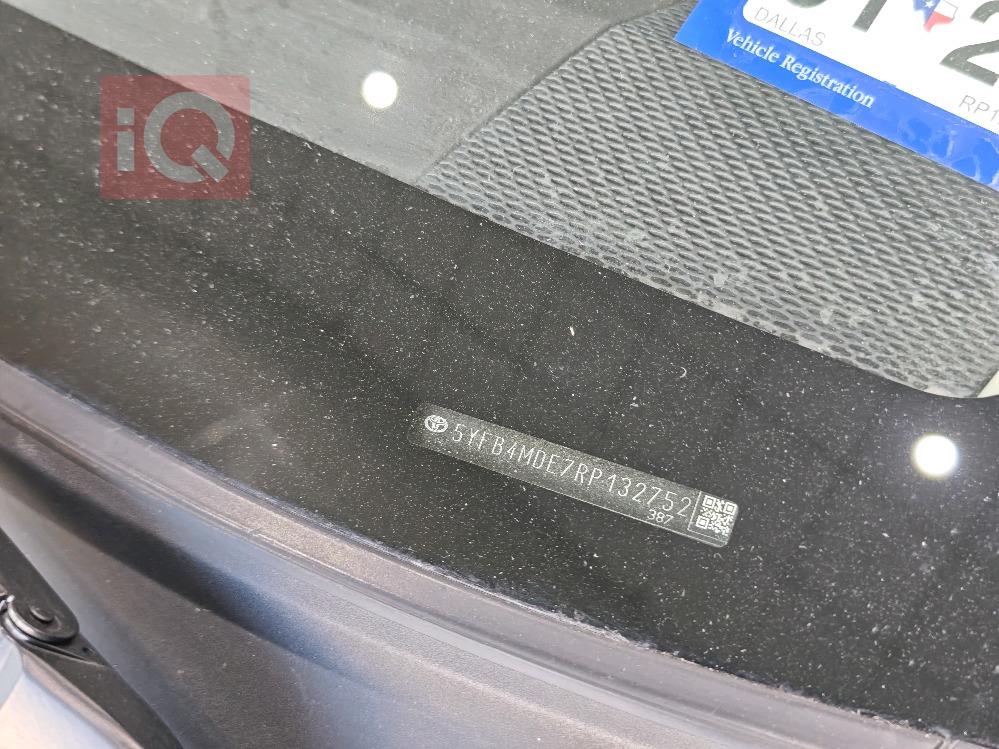 DALLAS
Vehicle Registration
iQ
5YFB4MDE7RP132752
387